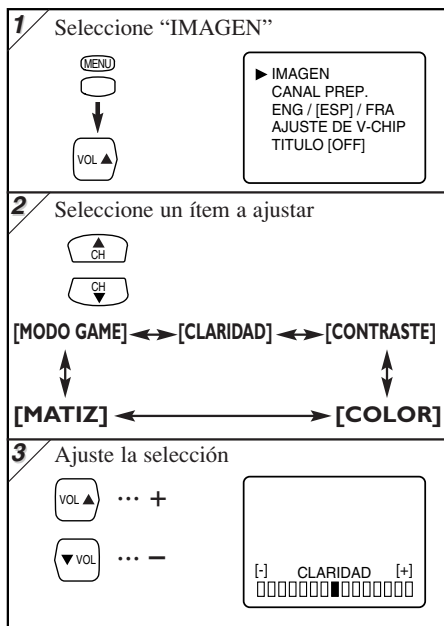 1 Seleccione “IMAGEN”
MENU
VOL ▲
▶ IMAGEN
CANAL PREP.
ENG / [ESP] / FRA
AJUSTE DE V-CHIP
TITULO [OFF]
2 Seleccione un ítem a ajustar
▲
CH
CH
▼
[MODO GAME] [CLARIDAD] [CONTRASTE]
[MATIZ] [COLOR]
3 Ajuste la selección
VOL ▲ ... +
▼ VOL ... –
[-] CLARIDAD [+]